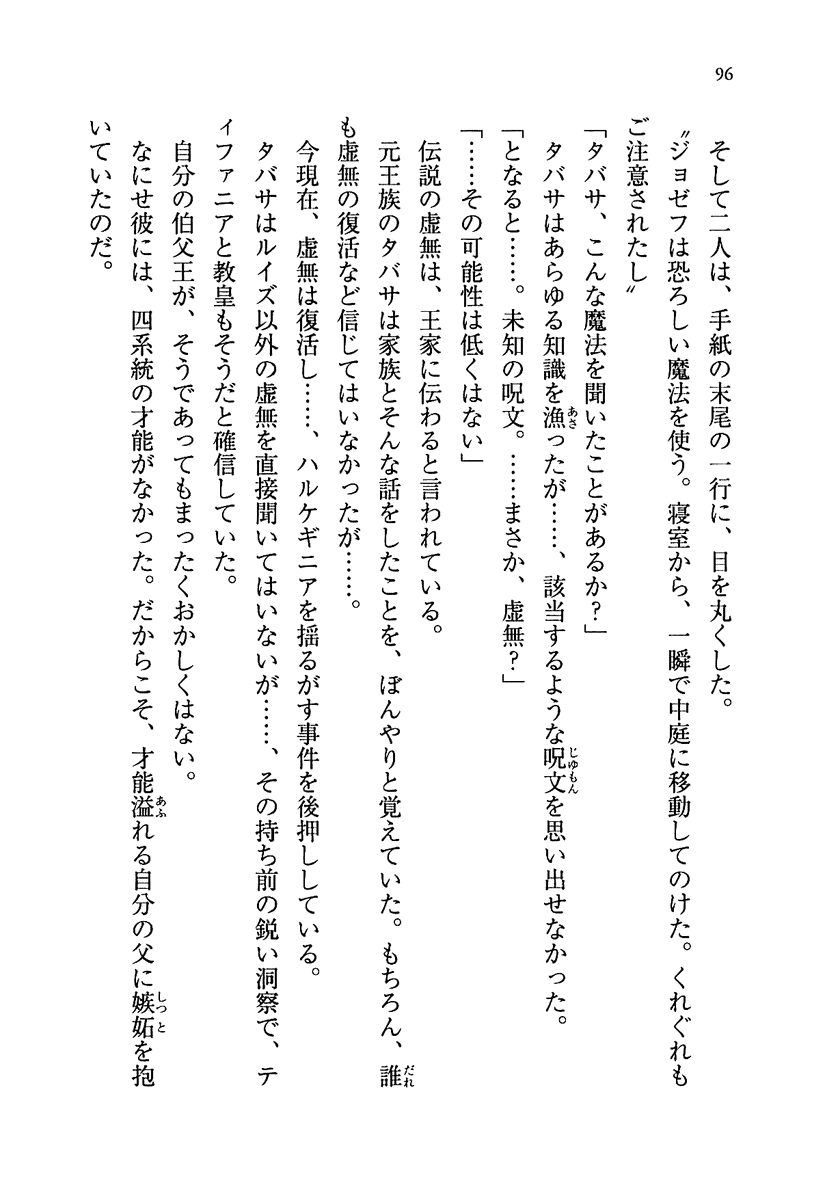 96
そして二人は、手紙の末尾の一行に、目を丸くした。
〝ジョゼフは恐ろしい魔法を使う。寝室から、一瞬で中庭に移動してのけた。くれぐれも
ご注意されたし〟
「タバサ、こんな魔法を聞いたことがあるか？」
タバサはあらゆる知識を漁ったが……、該当するような呪文を思い出せなかった。
「となると……。未知の呪文。……まさか、虚無？」
「……その可能性は低くはない」
伝説の虚無は、王家に伝わると言われている。
元王族のタバサは家族とそんな話をしたことを、ぼんやりと覚えていた。もちろん、誰
も虚無の復活など信じてはいなかったが……。
今現在、虚無は復活し……、ハルケギニアを揺るがす事件を後押ししている。
タバサはルイズ以外の虚無を直接聞いてはいないが……、その持ち前の鋭い洞察で、テ
ィファニアと教皇もそうだと確信していた。
自分の伯父王が、そうであってもまったくおかしくはない。
なにせ彼には、四系統の才能がなかった。だからこそ、才能溢れる自分の父に嫉妬を抱
いていたのだ。